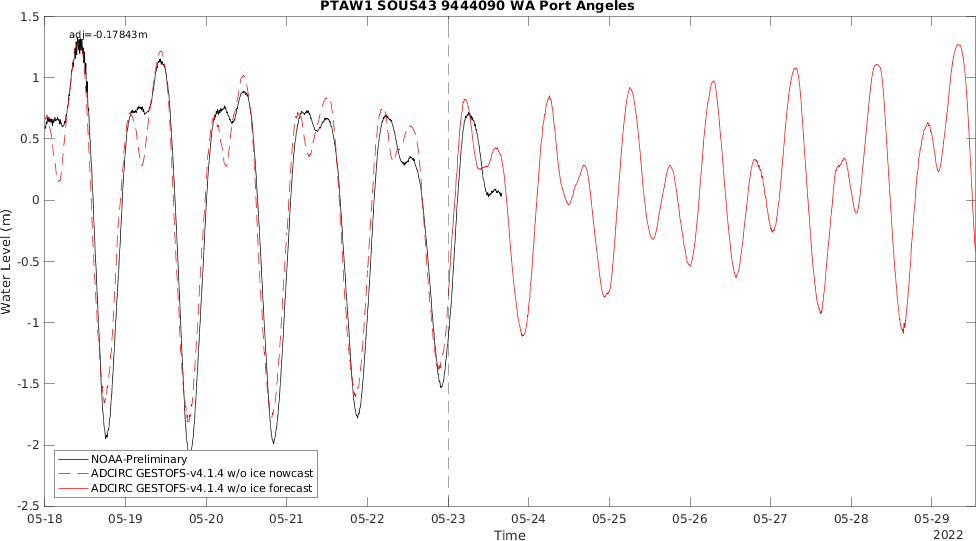 PTAW1 SOUS43 9444090 WA Port Angeles
adj=-0.17843m
Water Level (m)
1.5
1
0.5
0
-0.5
-1
-1.5
-2
-2.5
NOAA-Preliminary
ADCIRC GESTOFS-v4.1.4 w/o ice nowcast
ADCIRC GESTOFS-v4.1.4 w/o ice forecast
05-18 05-19 05-20 05-21 05-22 05-23 05-24 05-25 05-26 05-27 05-28 05-29
Time
2022